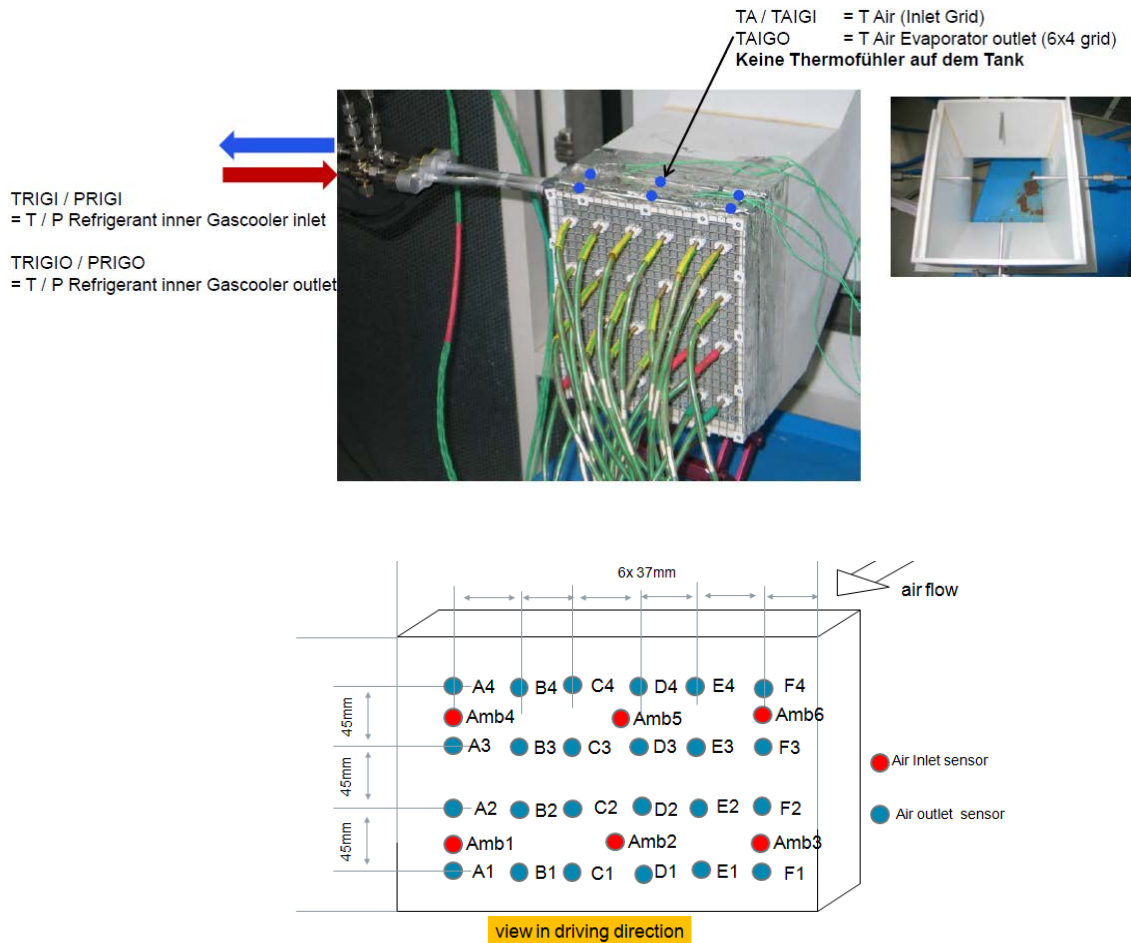 TA / TAIGI = T Air (Inlet Grid)
TAIGO = T Air Evaporator outlet (6x4 grid)
Keine Thermofühler auf dem Tank
TRIGI / PRIGI
= T / P Refrigerant inner Gascooler inlet
TRIGIO / PRIGO
= T / P Refrigerant inner Gascooler outlet
6x 37mm
air flow
A4 B4 C4 D4 E4 F4
45mm
Amb4 Amb5 Amb6
A3 B3 C3 D3 E3 F3
Air Inlet sensor
45mm
A2 B2 C2 D2 E2 F2
Air outlet sensor
45mm
Amb1 Amb2 Amb3
A1 B1 C1 D1 E1 F1
view in driving direction